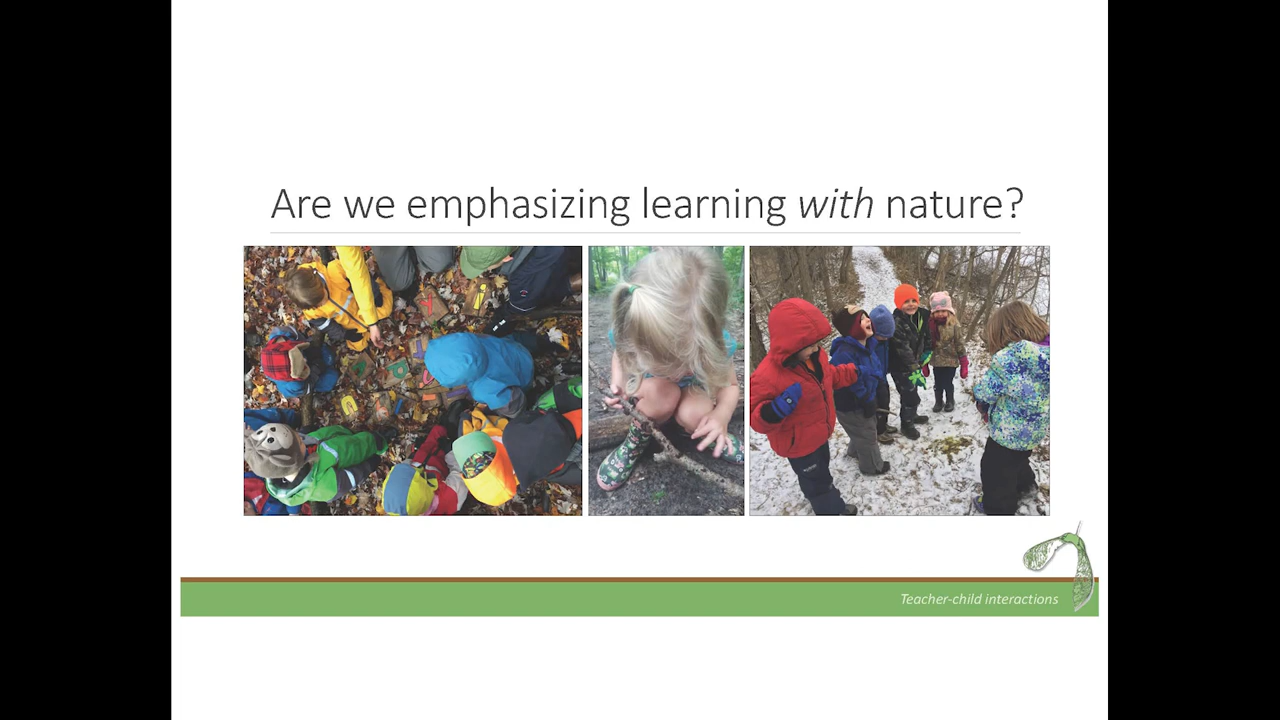 Are we emphasizing learning with nature?
Teacher-child interactions